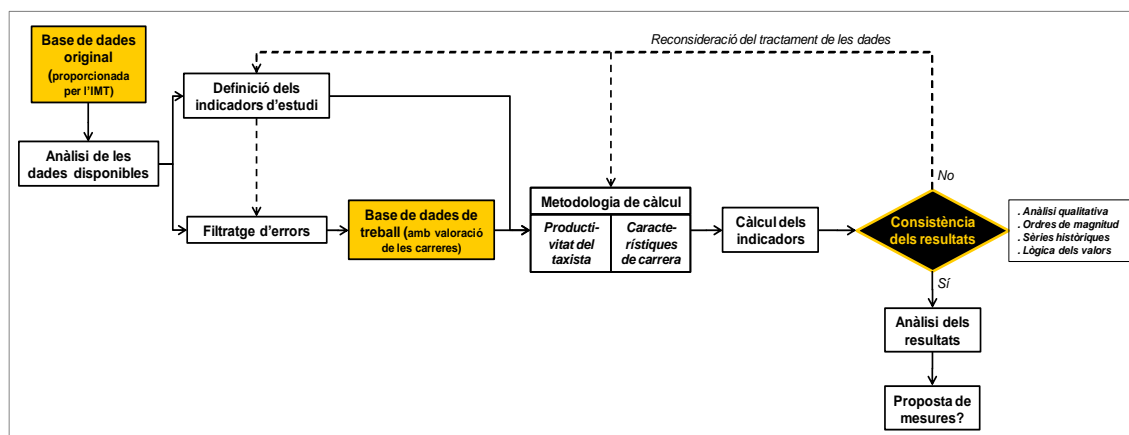 Base de dades
original
(proporcionada
per l'IMT)
Reconsideració del tractament de les dades
Definició dels
indicadors d'estudi
Anàlisi de les
dades disponibles
No
Metodologia de càlcul
Producti-
vitat del
taxista
Caracte-
rístiques
de carrera
Base de dades de
treball (amb valoració
de les carreres)
Filtratge d'errors
Càlcul dels
indicadors
Consistència
dels resultats
. Anàlisi qualitativa
. Ordres de magnitud
. Sèries històriques
. Lògica dels valors
Sí
Anàlisi dels
resultats
Proposta de
mesures?